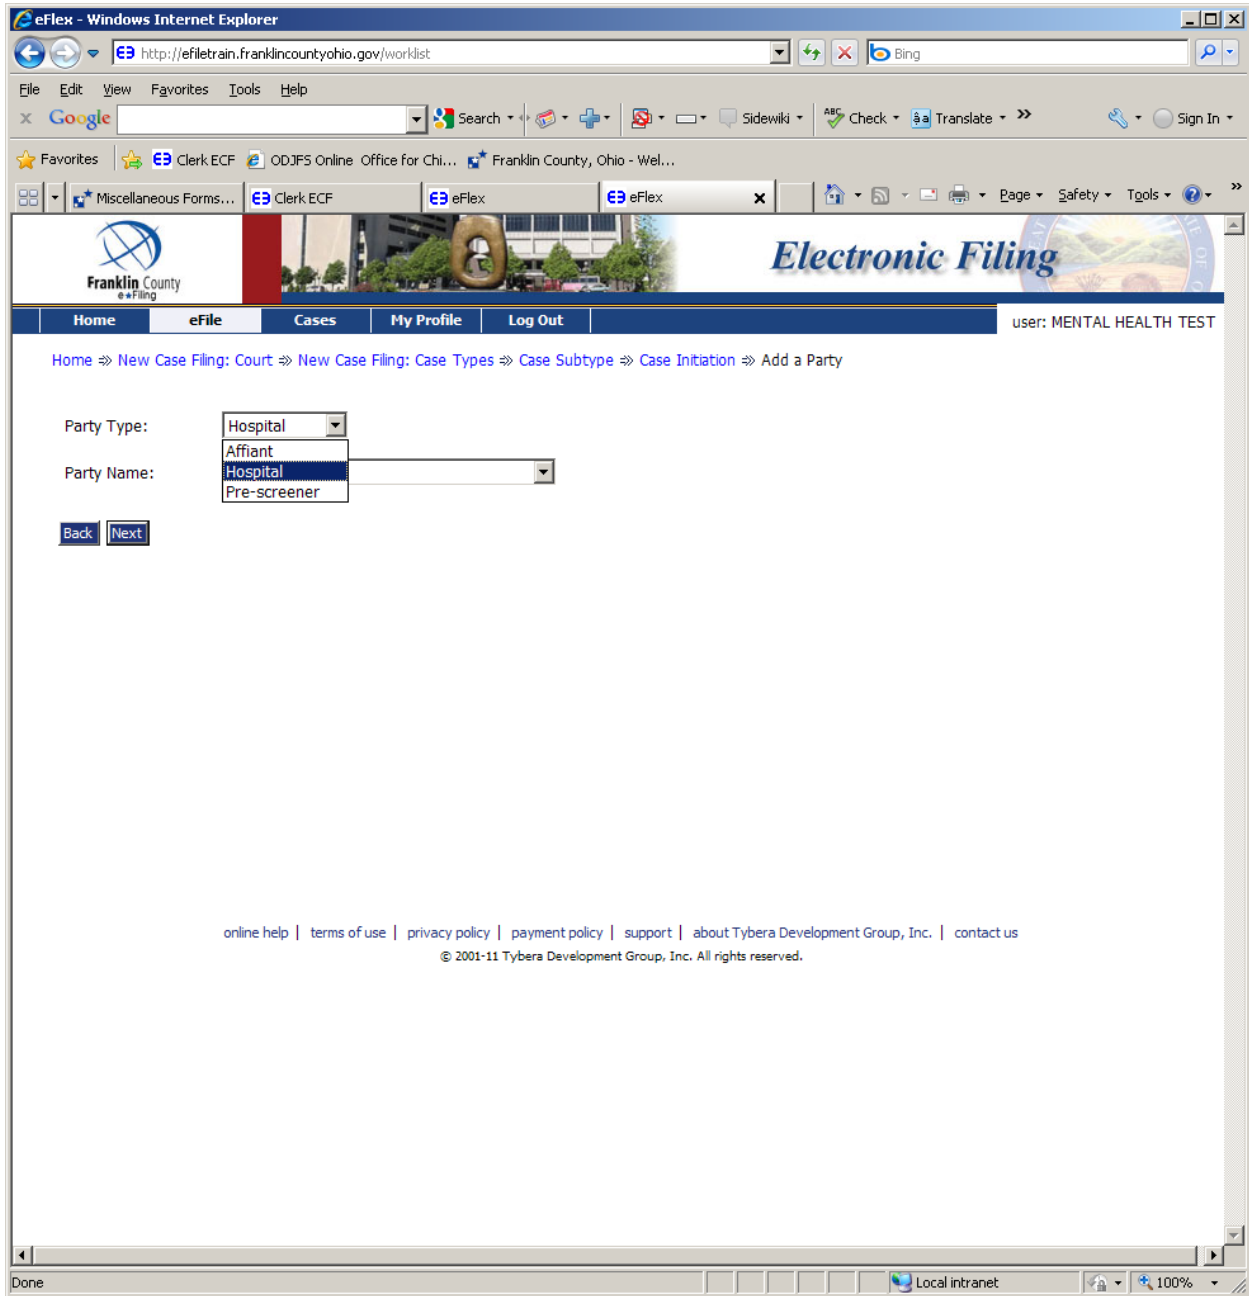 eFlex - Windows Internet Explorer
http://efiletrain.franklincountyohio.gov/worklist
Bing
File Edit View Favorites Tools Help
x Google Search Sidewiki ABC Check âa Translate >> Sign In
Favorites Clerk ECF ODJFS Online Office for Chi... Franklin County, Ohio - Wel...
Miscellaneous Forms... Clerk ECF eFlex eFlex x Page Safety Tools >>
Franklin County
e★Filing
Electronic Filing
Home eFile Cases My Profile Log Out
user: MENTAL HEALTH TEST
Home ⇒ New Case Filing: Court ⇒ New Case Filing: Case Types ⇒ Case Subtype ⇒ Case Initiation ⇒ Add a Party
Party Type: Hospital
Affiant
Party Name: Hospital
Pre-screener
Back Next
online help | terms of use | privacy policy | payment policy | support | about Tybera Development Group, Inc. | contact us
© 2001-11 Tybera Development Group, Inc. All rights reserved.
Done Local intranet 100%